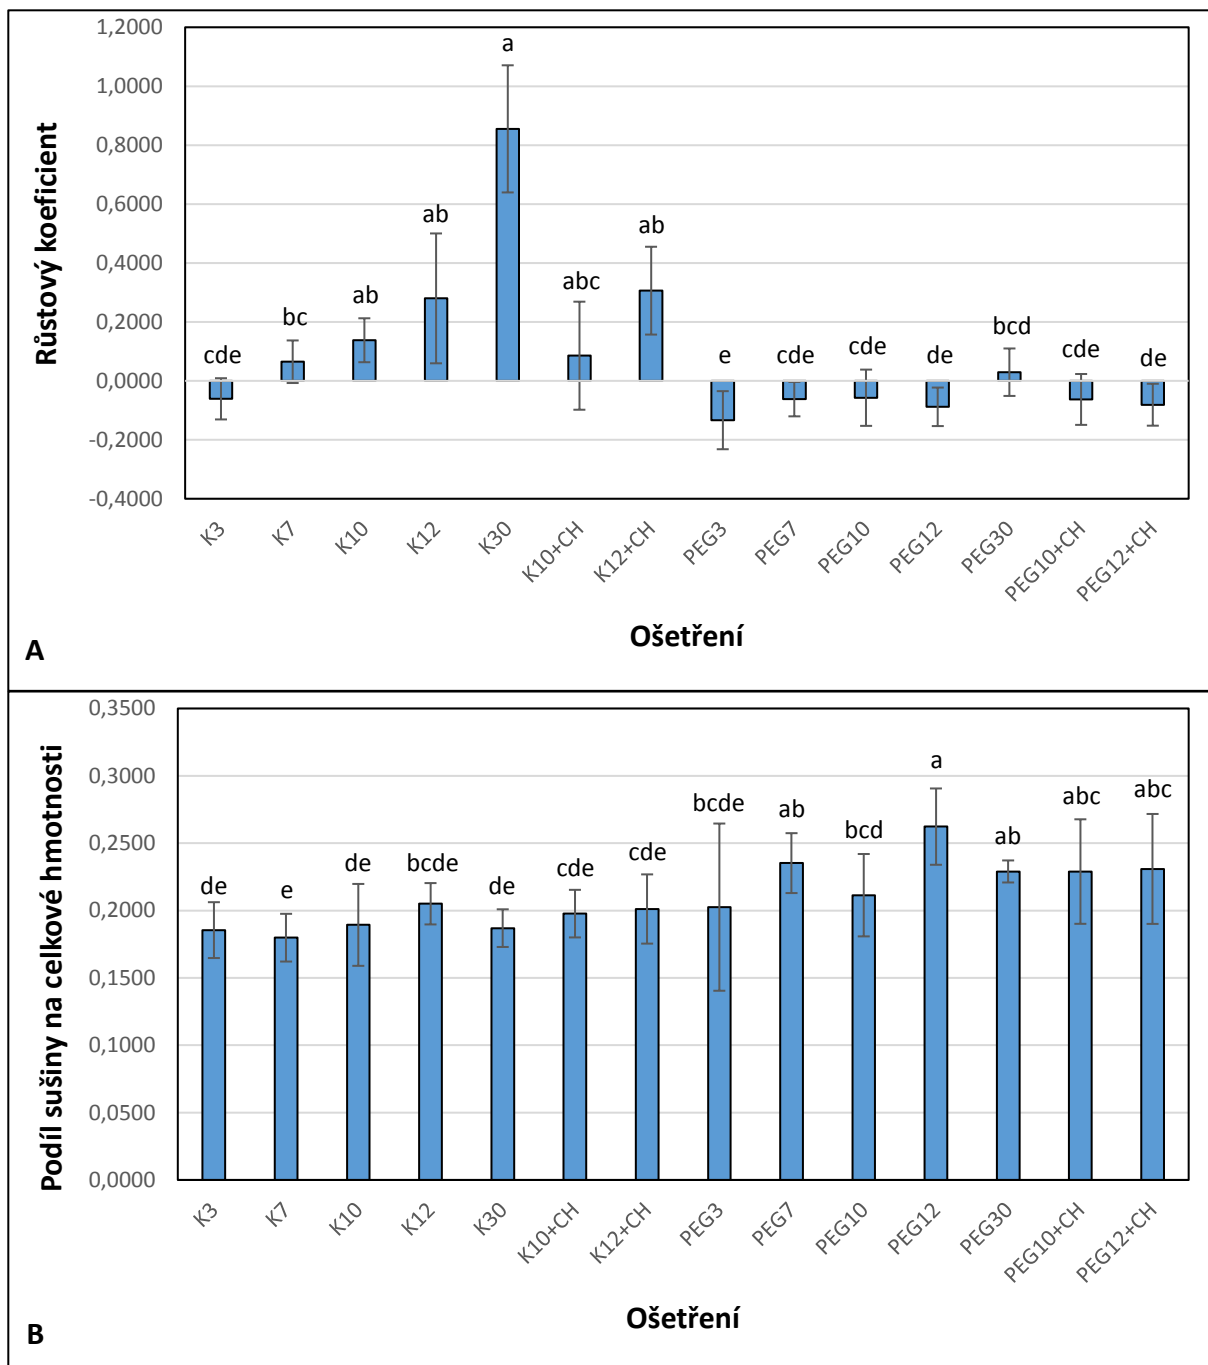 1,2000
1,0000
0,8000
0,6000
0,4000
0,2000
0,0000
-0,2000
-0,4000
Růstový koeficient
cde bc ab ab a abc ab e cde cde de bcd cde de
K3 K7 K10 K12 K30 K10+CH K12+CH PEG3 PEG7 PEG10 PEG12 PEG30 PEG10+CH PEG12+CH
Ošetření
A
0,3500
0,3000
0,2500
0,2000
0,1500
0,1000
0,0500
0,0000
Podíl sušiny na celkové hmotnosti
de e de bcde de cde cde bcde ab bcd a ab abc abc
K3 K7 K10 K12 K30 K10+CH K12+CH PEG3 PEG7 PEG10 PEG12 PEG30 PEG10+CH PEG12+CH
Ošetření
B